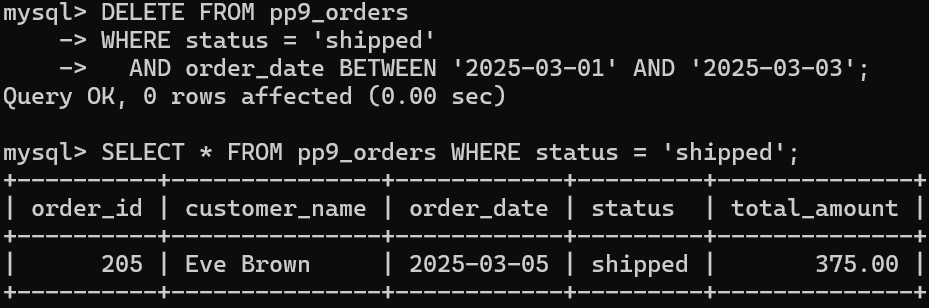 mysql> DELETE FROM pp9_orders
    -> WHERE status = 'shipped'
    ->   AND order_date BETWEEN '2025-03-01' AND '2025-03-03';
Query OK, 0 rows affected (0.00 sec)

mysql> SELECT * FROM pp9_orders WHERE status = 'shipped';
+----------+---------------+------------+---------+--------------+
| order_id | customer_name | order_date | status  | total_amount |
+----------+---------------+------------+---------+--------------+
|      205 | Eve Brown     | 2025-03-05 | shipped |       375.00 |
+----------+---------------+------------+---------+--------------+